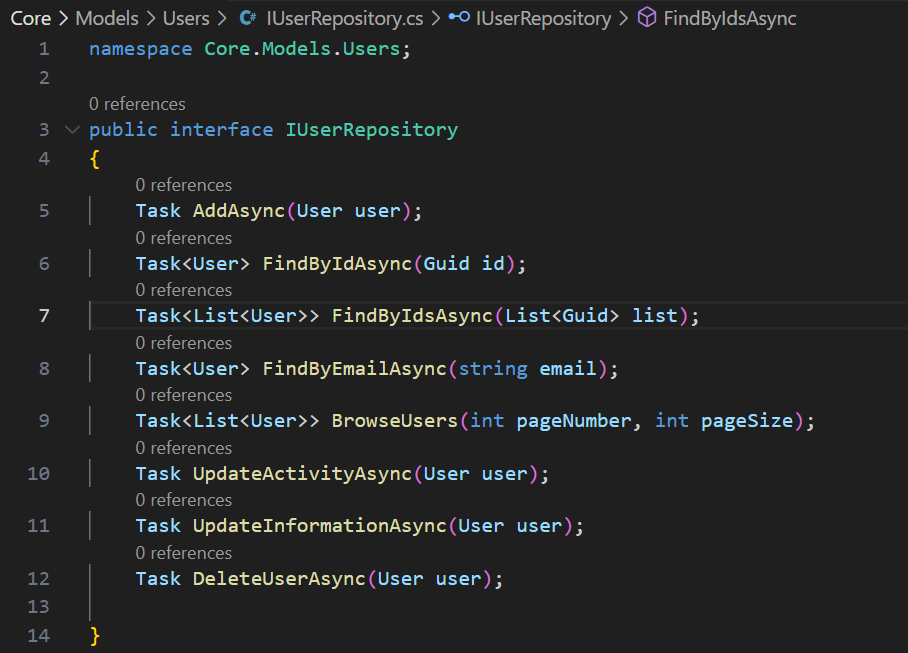 Core > Models > Users > C# IUserRepository.cs > IUserRepository > FindByIdsAsync
1 namespace Core.Models.Users;
2
0 references
3 public interface IUserRepository
4 {
0 references
5 Task AddAsync(User user);
0 references
6 Task<User> FindByIdAsync(Guid id);
0 references
7 Task<List<User>> FindByIdsAsync(List<Guid> list);
0 references
8 Task<User> FindByEmailAsync(string email);
0 references
9 Task<List<User>> BrowseUsers(int pageNumber, int pageSize);
0 references
10 Task UpdateActivityAsync(User user);
0 references
11 Task UpdateInformationAsync(User user);
0 references
12 Task DeleteUserAsync(User user);
13
14 }